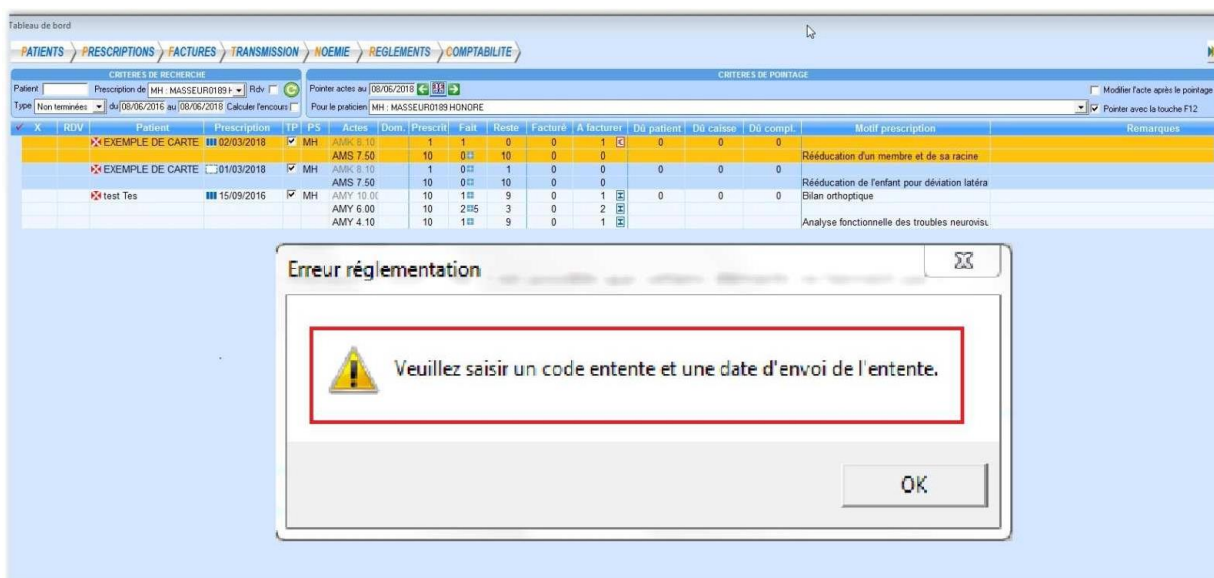 Tableau de bord
PATIENTS PRESCRIPTIONS FACTURES TRANSMISSION NOEMIE REGLEMENTS COMPTABILITE
CRITERES DE RECHERCHE CRITERES DE POINTAGE
Patient Prescription de MH : MASSEUR0189 H Rdv Pointer actes au 08/06/2018 Modifier l'acte après le pointage
Type Non terminées du 08/06/2016 au 08/06/2018 Calculer l'encours Pour le praticien MH : MASSEUR0189 HONORE Pointer avec la touche F12
X RDV Patient Prescription TP PS Actes Dom. Prescrit Fait Reste Facturé A facturer Dû patient Dû caisse Dû compl. Motif prescription Remarques
EXEMPLE DE CARTE 02/03/2018 MH AMK 8.10 1 1 0 0 1 C 0 0 0
AMS 7.50 10 0 10 0 0 Rééducation d'un membre et de sa racine
EXEMPLE DE CARTE 01/03/2018 MH AMK 8.10 1 0 1 0 0 0 0 0
AMS 7.50 10 0 10 0 0 Rééducation de l'enfant pour déviation latéra
test Tes 15/09/2016 MH AMY 10.00 10 1 9 0 1 0 0 0 Bilan orthoptique
AMY 6.00 10 2 5 3 0 2
AMY 4.10 10 1 9 0 1 Analyse fonctionnelle des troubles neurovisu
Erreur réglementation
Veuillez saisir un code entente et une date d'envoi de l'entente.
OK